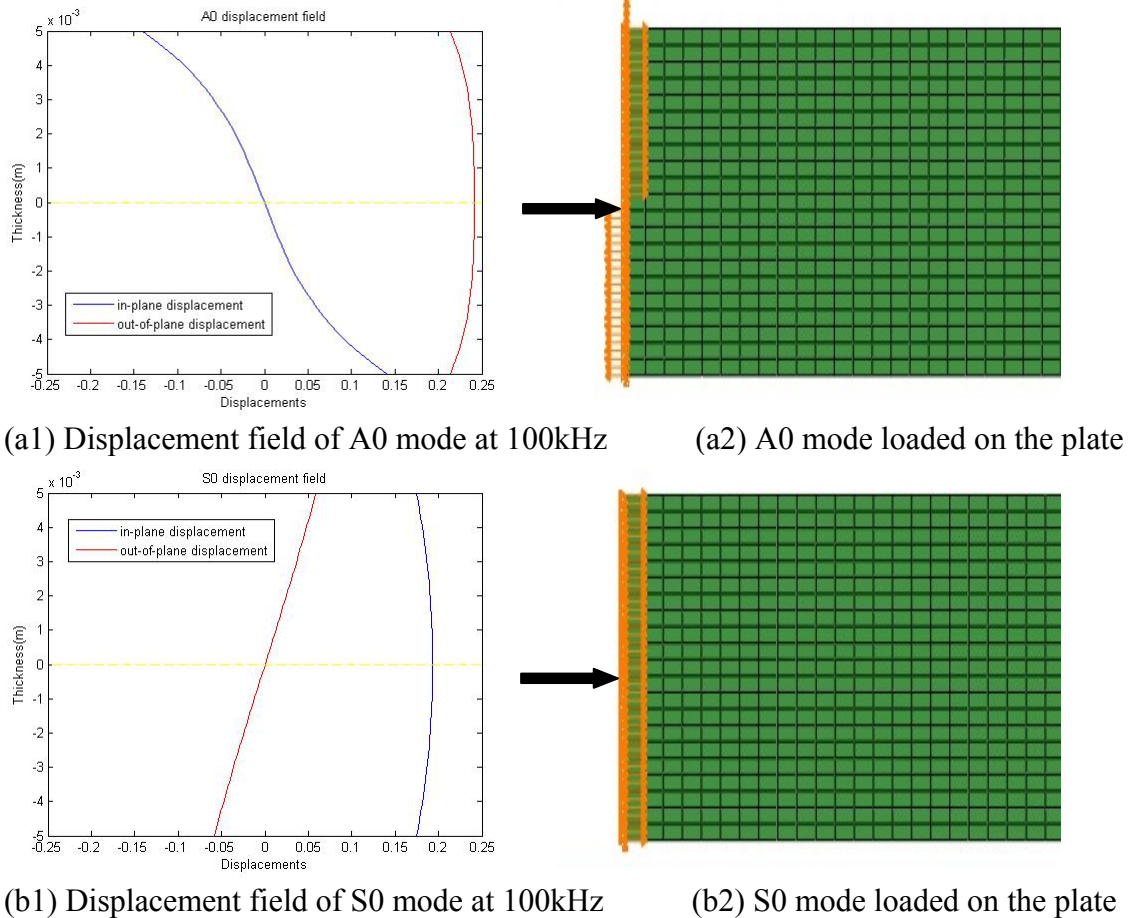 x 10⁻³
A0 displacement field
5
4
3
2
1
0
-1
-2
-3
-4
-5
Thickness(m)
in-plane displacement
out-of-plane displacement
-0.25 -0.2 -0.15 -0.1 -0.05 0 0.05 0.1 0.15 0.2 0.25
Displacements
(a1) Displacement field of A0 mode at 100kHz
(a2) A0 mode loaded on the plate
x 10⁻³
S0 displacement field
5
4
3
2
1
0
-1
-2
-3
-4
-5
Thickness(m)
in-plane displacement
out-of-plane displacement
-0.25 -0.2 -0.15 -0.1 -0.05 0 0.05 0.1 0.15 0.2 0.25
Displacements
(b1) Displacement field of S0 mode at 100kHz
(b2) S0 mode loaded on the plate